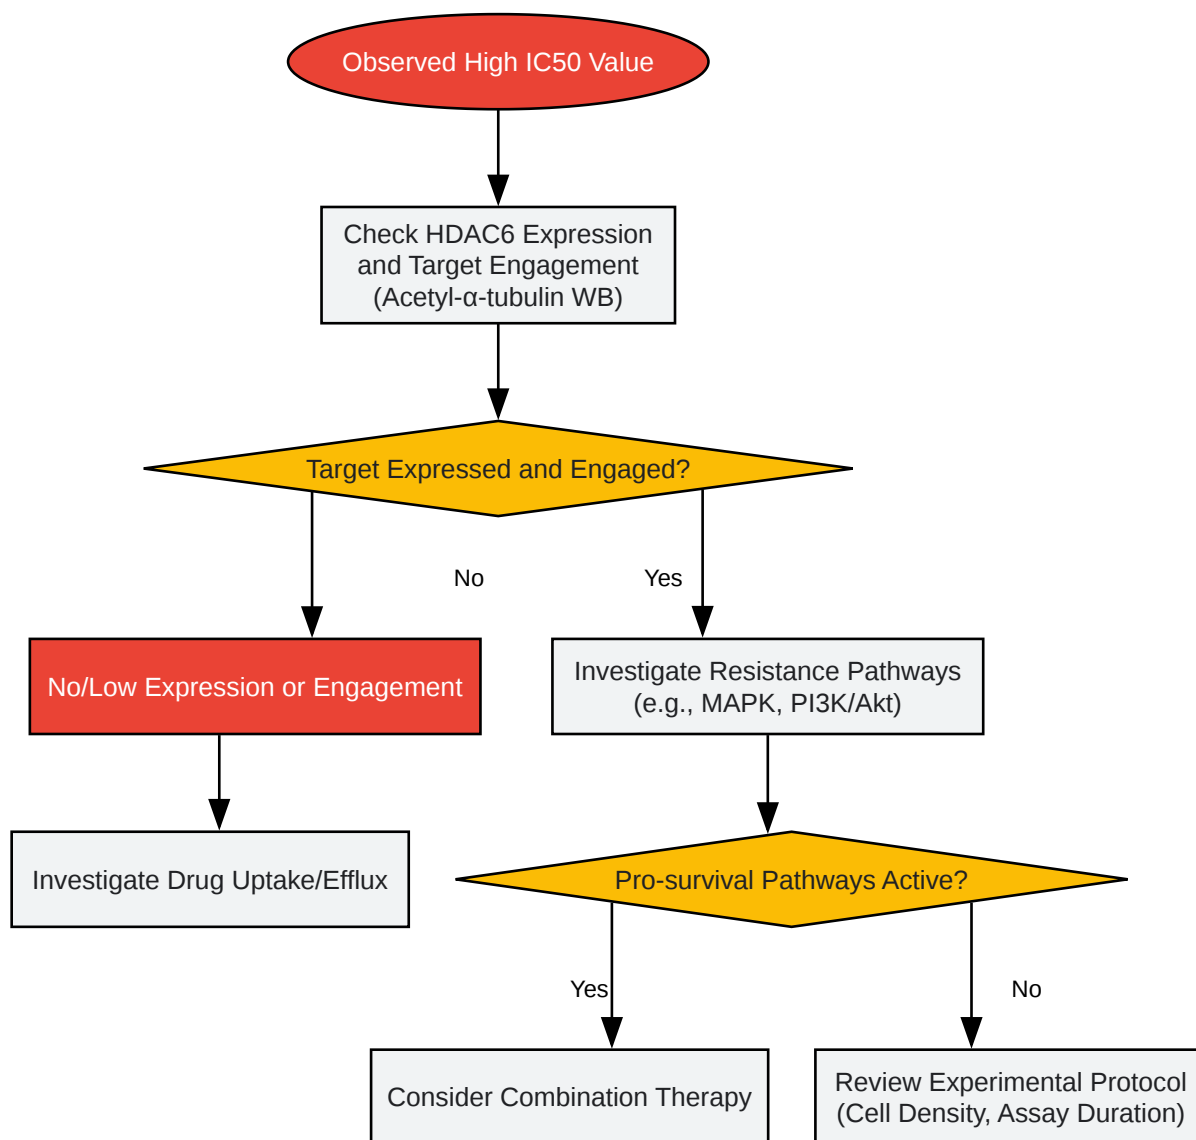 Observed High IC50 Value
Check HDAC6 Expression
and Target Engagement
(Acetyl-α-tubulin WB)
Target Expressed and Engaged?
No
Yes
No/Low Expression or Engagement
Investigate Resistance Pathways
(e.g., MAPK, PI3K/Akt)
Investigate Drug Uptake/Efflux
Pro-survival Pathways Active?
Yes
No
Consider Combination Therapy
Review Experimental Protocol
(Cell Density, Assay Duration)